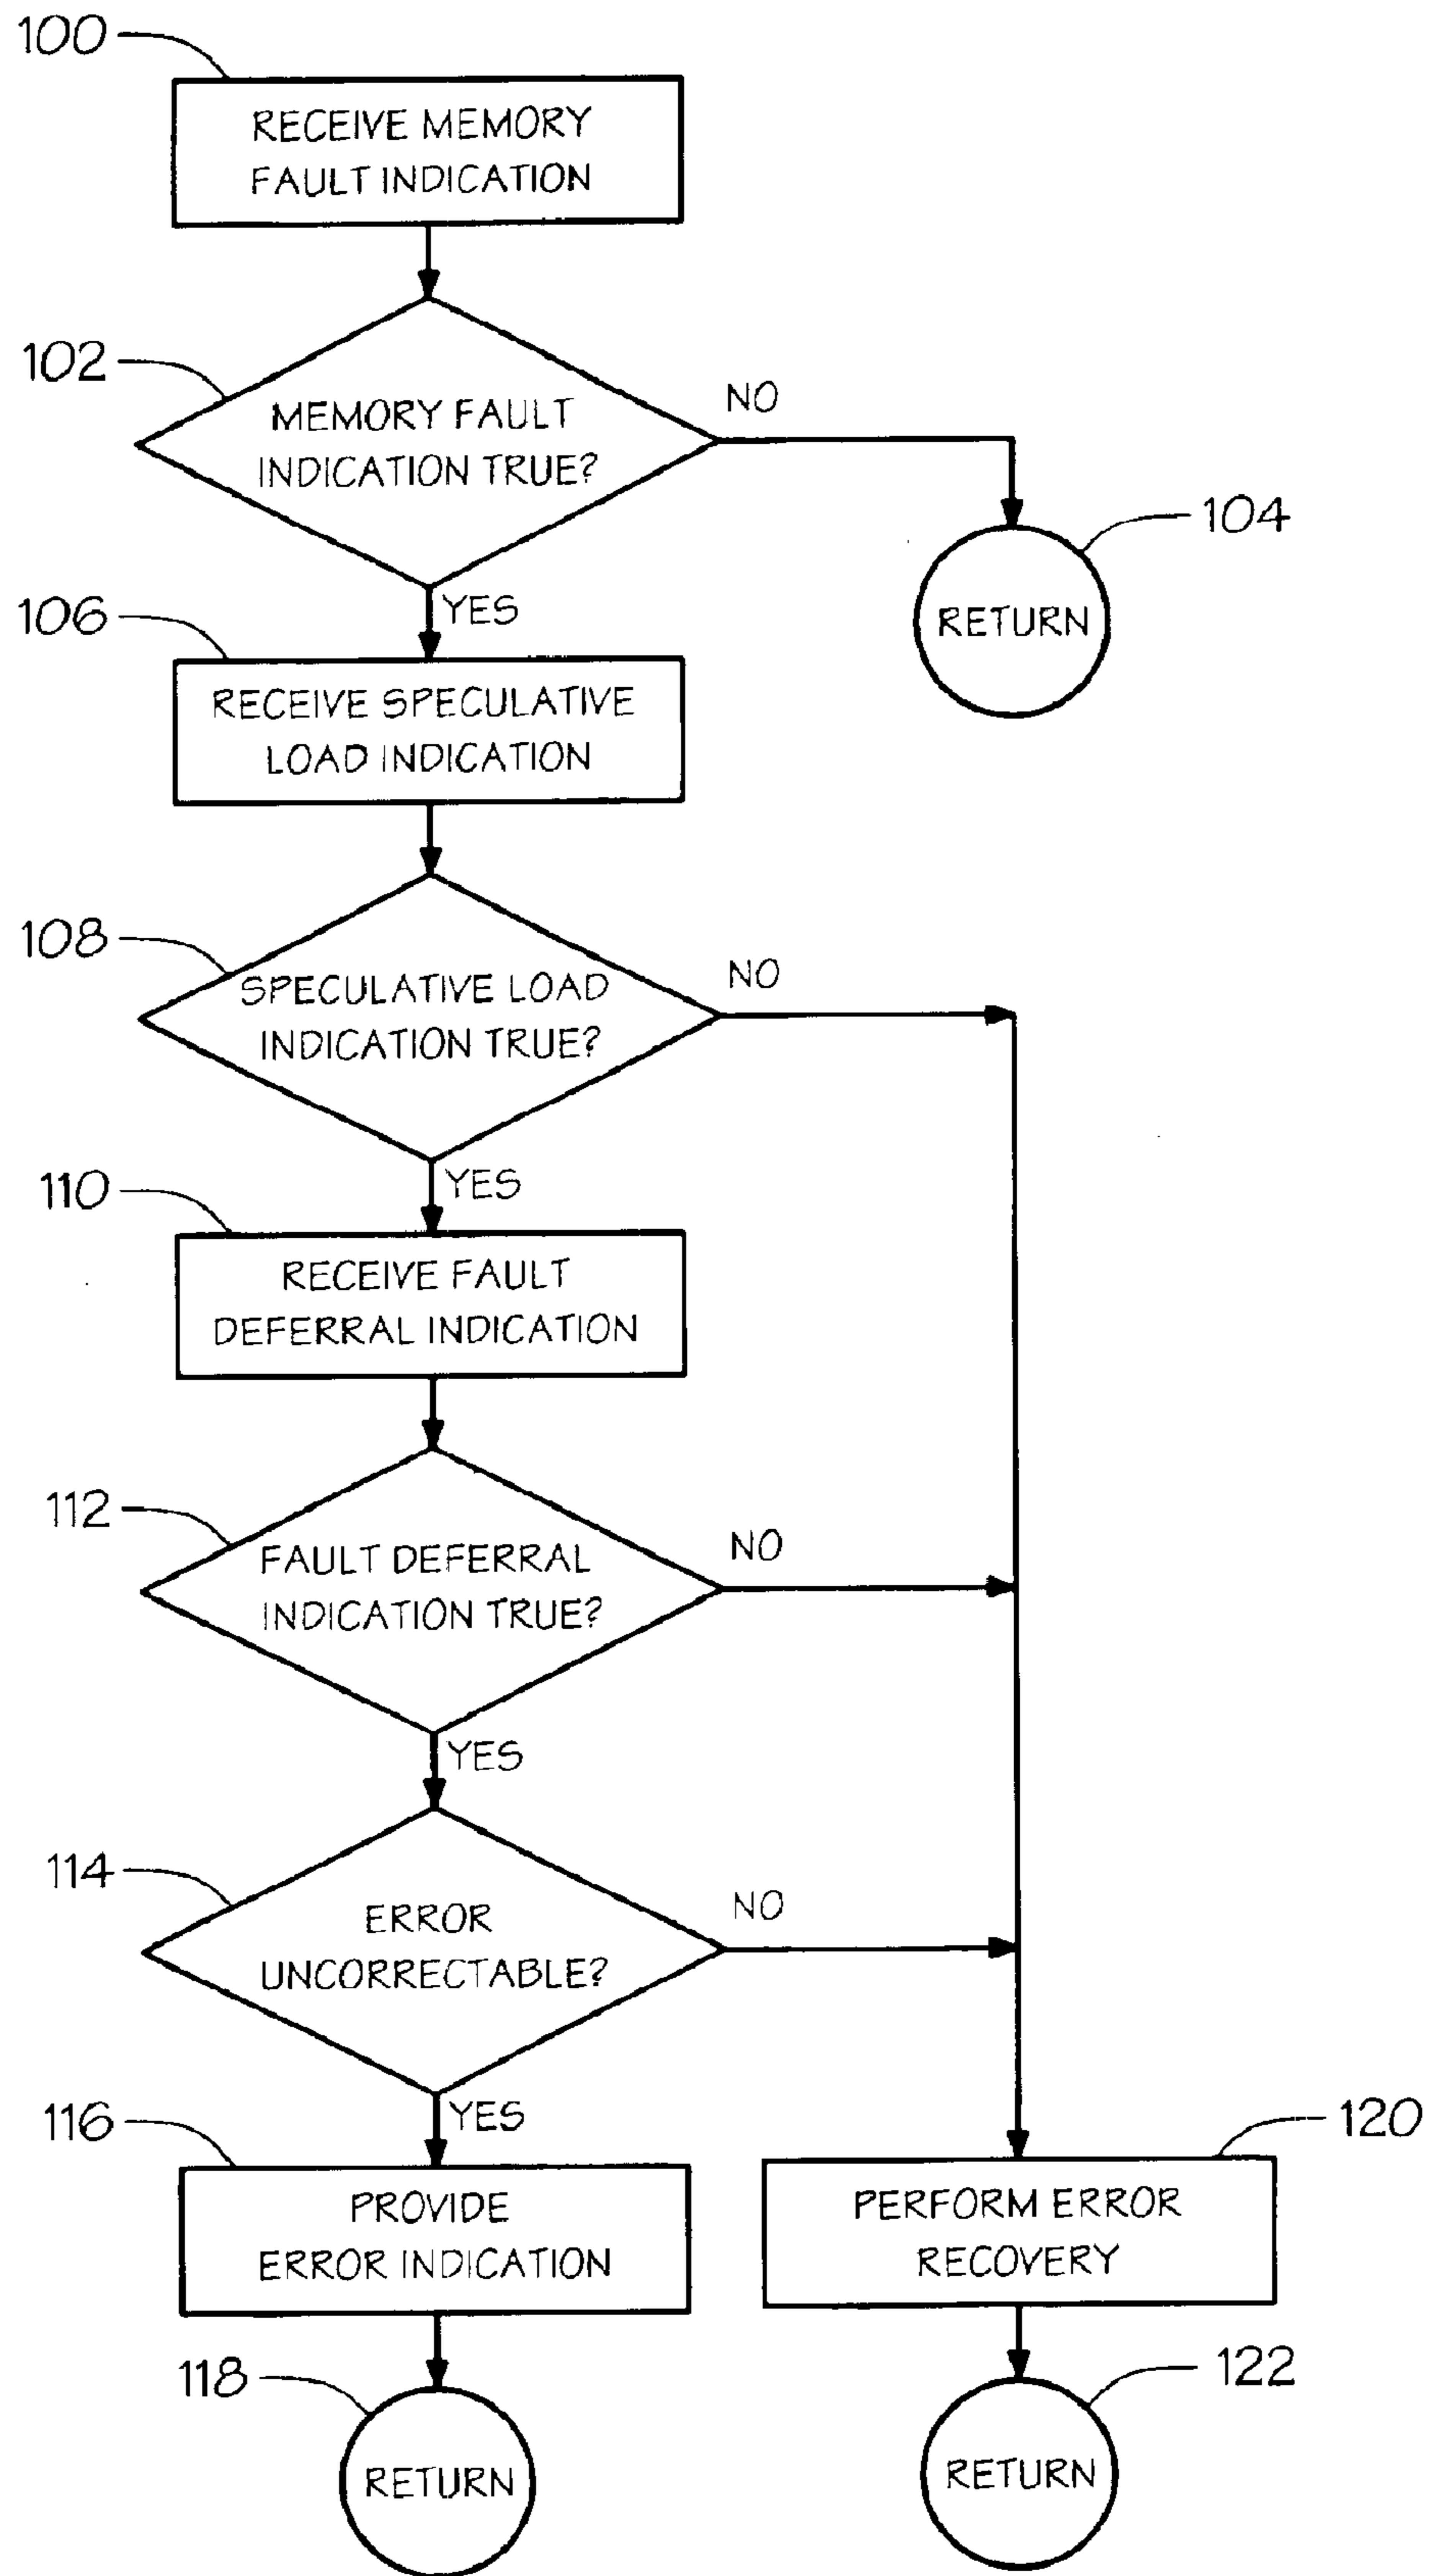 100
RECEIVE MEMORY
FAULT INDICATION
102
MEMORY FAULT
INDICATION TRUE?
NO
104
RETURN
YES
106
RECEIVE SPECULATIVE
LOAD INDICATION
108
SPECULATIVE LOAD
INDICATION TRUE?
NO
YES
110
RECEIVE FAULT
DEFERRAL INDICATION
112
FAULT DEFERRAL
INDICATION TRUE?
NO
YES
114
ERROR
UNCORRECTABLE?
NO
YES
116
PROVIDE
ERROR INDICATION
120
PERFORM ERROR
RECOVERY
118
RETURN
122
RETURN